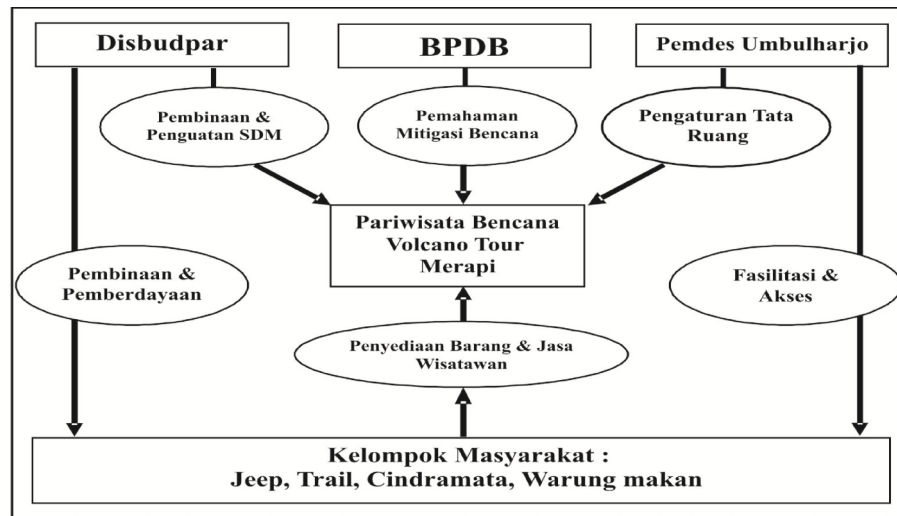 Disbudpar
BPDB
Pemdes Umbulharjo
Pembinaan &
Penguatan SDM
Pemahaman
Mitigasi Bencana
Pengaturan Tata
Ruang
Pariwisata Bencana
Volcano Tour
Merapi
Pembinaan &
Pemberdayaan
Fasilitasi &
Akses
Penyediaan Barang & Jasa
Wisatawan
Kelompok Masyarakat :
Jeep, Trail, Cindramata, Warung makan